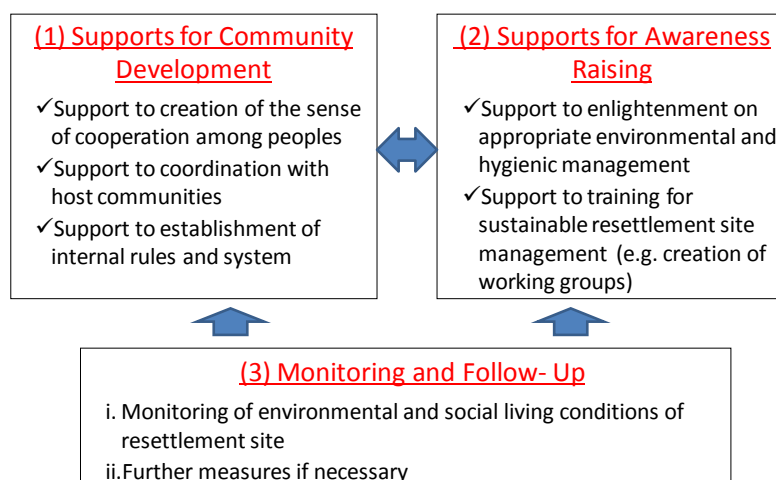 (1) Supports for Community
Development
✓Support to creation of the sense
of cooperation among peoples
✓Support to coordination with
host communities
✓Support to establishment of
internal rules and system
(2) Supports for Awareness
Raising
✓Support to enlightenment on
appropriate environmental and
hygienic management
✓Support to training for
sustainable resettlement site
management (e.g. creation of
working groups)
(3) Monitoring and Follow- Up
i. Monitoring of environmental and social living conditions of
resettlement site
ii.Further measures if necessary